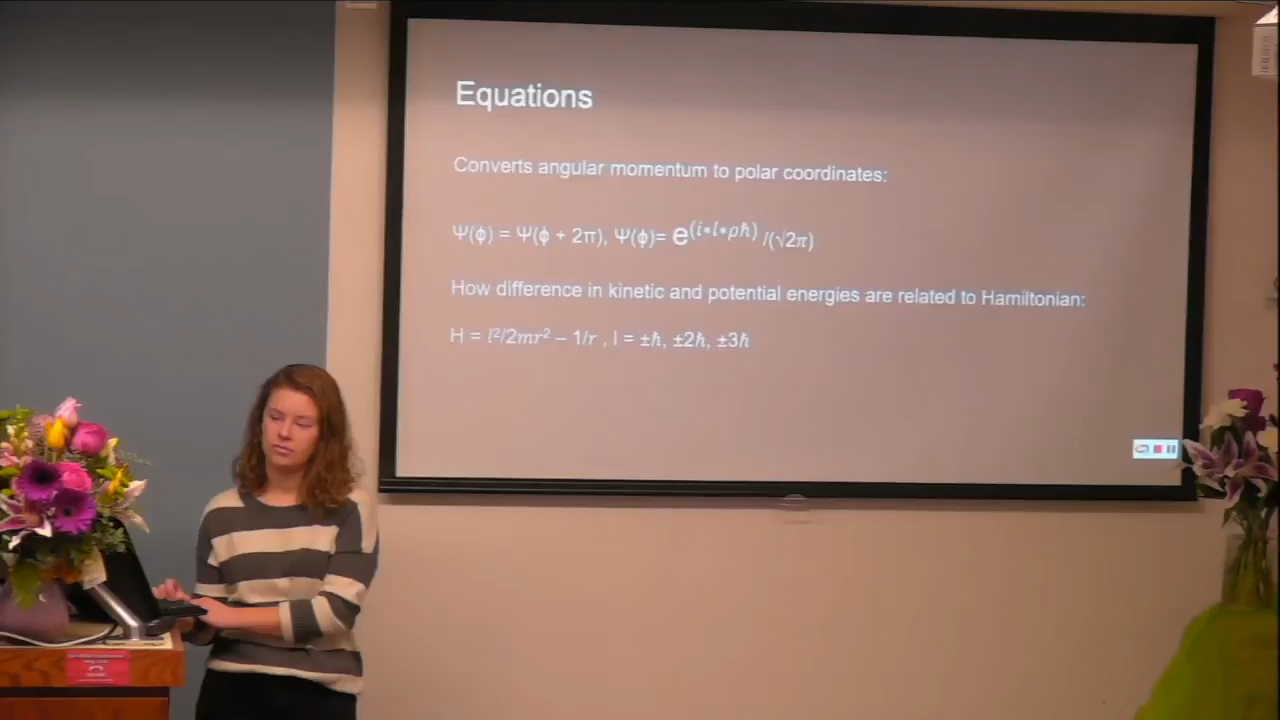 Equations
Converts angular momentum to polar coordinates:
Ψ(ϕ) = Ψ(ϕ + 2π), Ψ(ϕ)= e^(i*l*ρℏ) /(√2π)
How difference in kinetic and potential energies are related to Hamiltonian:
H = l²/2mr² – 1/r , l = ±ℏ, ±2ℏ, ±3ℏ